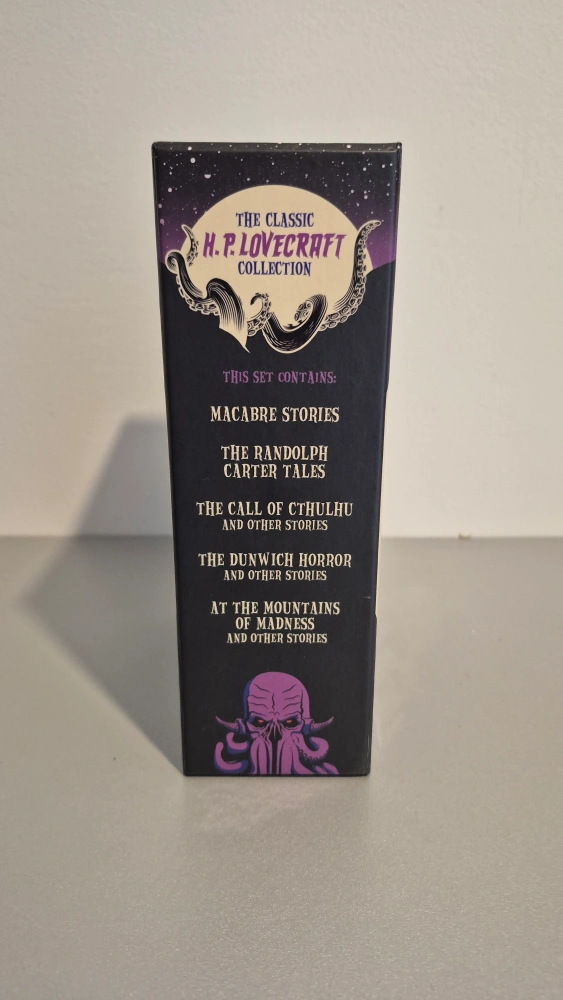 THE CLASSIC
H. P. LOVECRAFT
COLLECTION
THIS SET CONTAINS:
MACABRE STORIES
THE RANDOLPH
CARTER TALES
THE CALL OF CTHULHU
AND OTHER STORIES
THE DUNWICH HORROR
AND OTHER STORIES
AT THE MOUNTAINS
OF MADNESS
AND OTHER STORIES